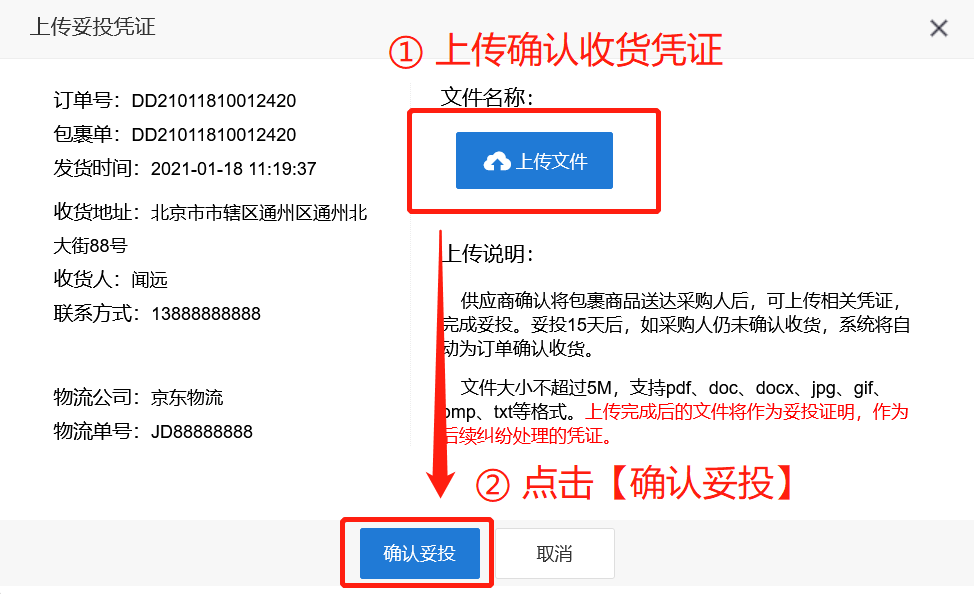 上传妥投凭证
① 上传确认收货凭证
订单号：DD21011810012420
包裹单：DD21011810012420
发货时间：2021-01-18 11:19:37
收货地址：北京市市辖区通州区通州北
大街88号
收货人：闻远
联系方式：13888888888
物流公司：京东物流
物流单号：JD88888888
文件名称：
上传文件
上传说明：
供应商确认将包裹商品送达采购人后，可上传相关凭证，
完成妥投。妥投15天后，如采购人仍未确认收货，系统将自
动为订单确认收货。
文件大小不超过5M，支持pdf、doc、docx、jpg、gif、
bmp、txt等格式。上传完成后的文件将作为妥投证明，作为
后续纠纷处理的凭证。
② 点击【确认妥投】
确认妥投
取消